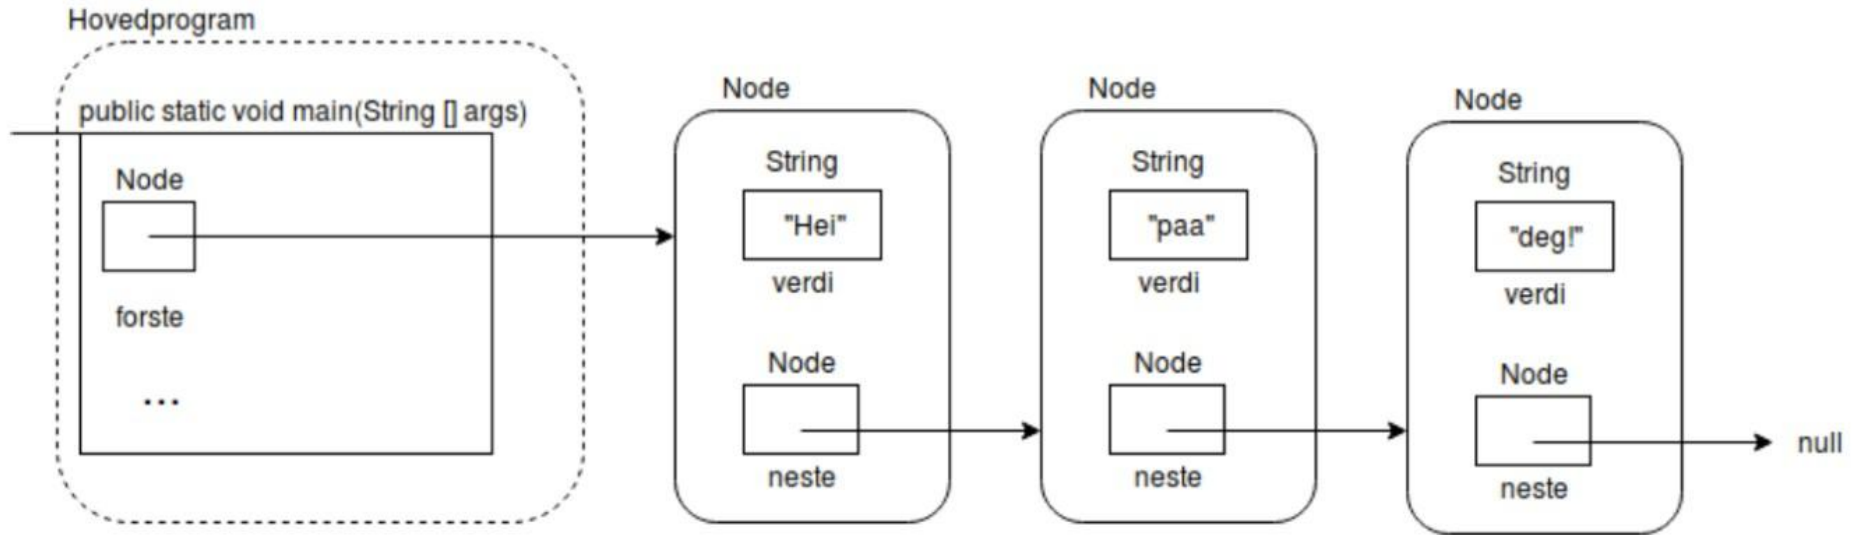 Hovedprogram
public static void main(String [] args)
Node
forste
...
Node
String
"Hei"
verdi
Node
neste
Node
String
"paa"
verdi
Node
neste
Node
String
"deg!"
verdi
Node
neste
null